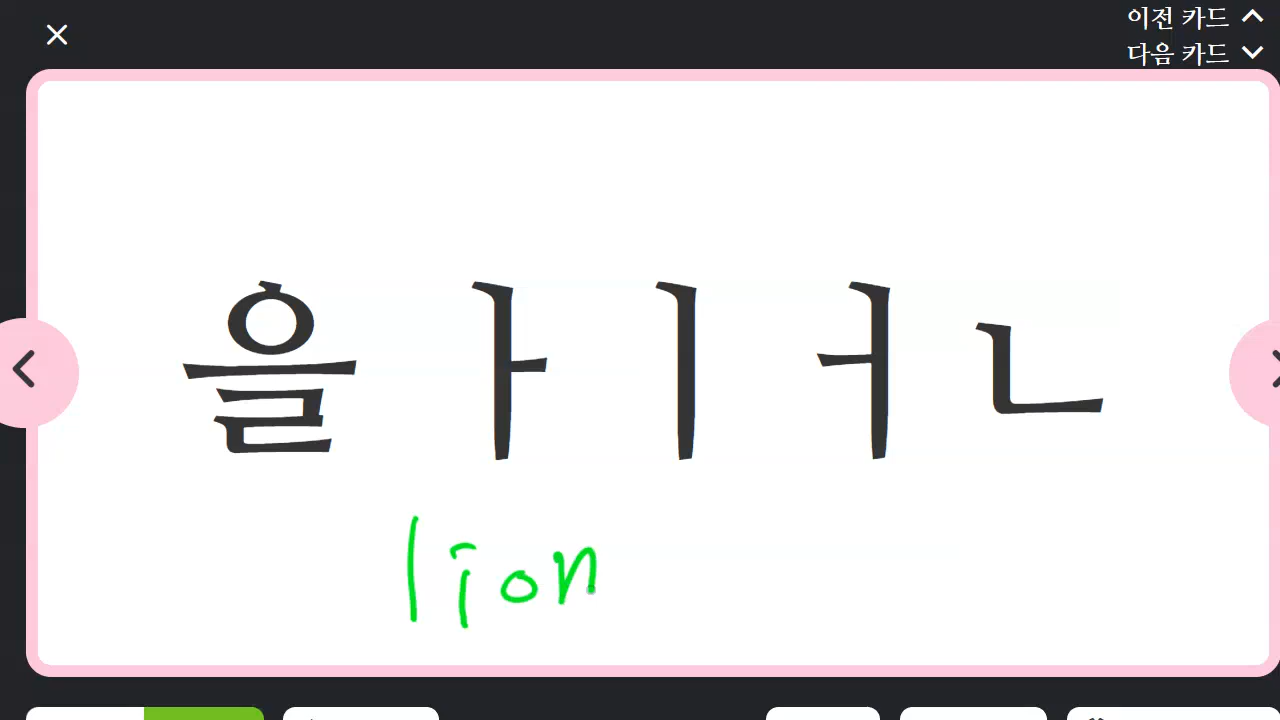 이전 카드
다음 카드
을 ㅏ ㅣ ㅓ ㄴ
lion